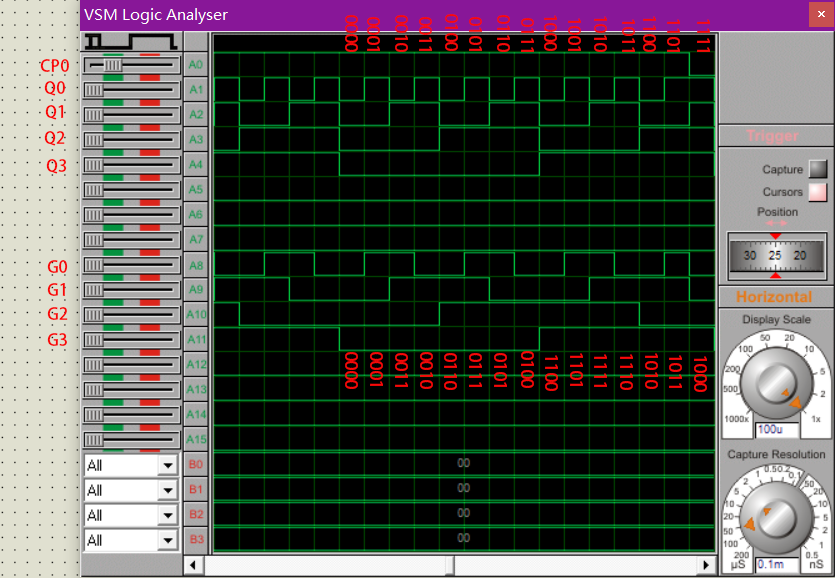 VSM Logic Analyser
×
0000 0001 0010 0011 0100 0101 0110 0111 1000 1001 1010 1011 1100 1101 1111
CP0 A0
Q0 A1
Q1 A2
Q2 A3
Q3 A4
A5
A6
A7
G0 A8
G1 A9
G2 A10
G3 A11
0000 0001 0011 0010 0110 0111 0101 0100 1100 1101 1111 1110 1010 1011 1000
A12
A13
A14
A15
All B0 00
All B1 00
All B2 00
All B3 00
Trigger
Capture
Cursors
Position
30 25 20
Horizontal
Display Scale
1000x 500 200 100 50 20 10 5 2 1x
100u
Capture Resolution
200 100 50 20 10 5 2 1 0.5 0.2 0.1 50 20 10 5 2 1 0.5
µS 0.1m nS